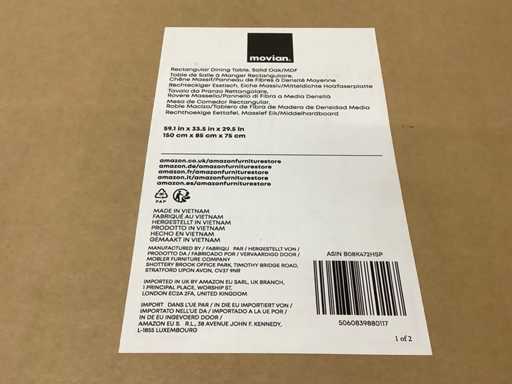 movian.
Rectangular Dining Table, Solid Oak/MDF
Table de Salle à Manger Rectangulaire,
Chêne Massif/Panneau de Fibres à Densité Moyenne
Rechteckiger Esstisch, Eiche Massiv/Mitteldichte Holzfaserplatte
Tavolo da Pranzo Rettangolare,
Rovere Massello/Pannello di Fibra a Media Densità
Mesa de Comedor Rectangular,
Roble Macizo/Tablero de Fibra de Madera de Densidad Media
Rechthoekige Eettafel, Massief Eik/Middelhardboard
59.1 in x 33.5 in x 29.5 in
150 cm x 85 cm x 75 cm
amazon.co.uk/amazonfurniturestore
amazon.de/amazonfurniturestore
amazon.fr/amazonfurniturestore
amazon.it/amazonfurniturestore
amazon.es/amazonfurniturestore
PAP
MADE IN VIETNAM
FABRIQUÉ AU VIETNAM
HERGESTELLT IN VIETNAM
PRODOTTO IN VIETNAM
HECHO EN VIETNAM
GEMAAKT IN VIETNAM
MANUFACTURED BY / FABRIQU PAR / HERGESTELLT VON /
PRODOTTO DA / FABRICADO POR / VERVAARDIGD DOOR /
MOBLER FURNITURE COMPANY
SHOTTERY BROOK OFFICE PARK, TIMOTHY BRIDGE ROAD,
STRATFORD UPON AVON, CV37 9NR
ASIN B08K472HSP
IMPORTED IN UK BY AMAZON EU SARL, UK BRANCH,
1 PRINCIPAL PLACE, WORSHIP ST,
LONDON EC2A 2FA, UNITED KINGDOM
IMPORT DANS L'UE PAR / IN DE EU IMPORTIERT VON /
IMPORTATO NELL'UE DA / IMPORTADO A LA UE POR /
IN DE EU INGEVOERD DOOR /
AMAZON EU S R.L., 38 AVENUE JOHN F. KENNEDY,
L-1855 LUXEMBOURG
5060839880117
1 of 2